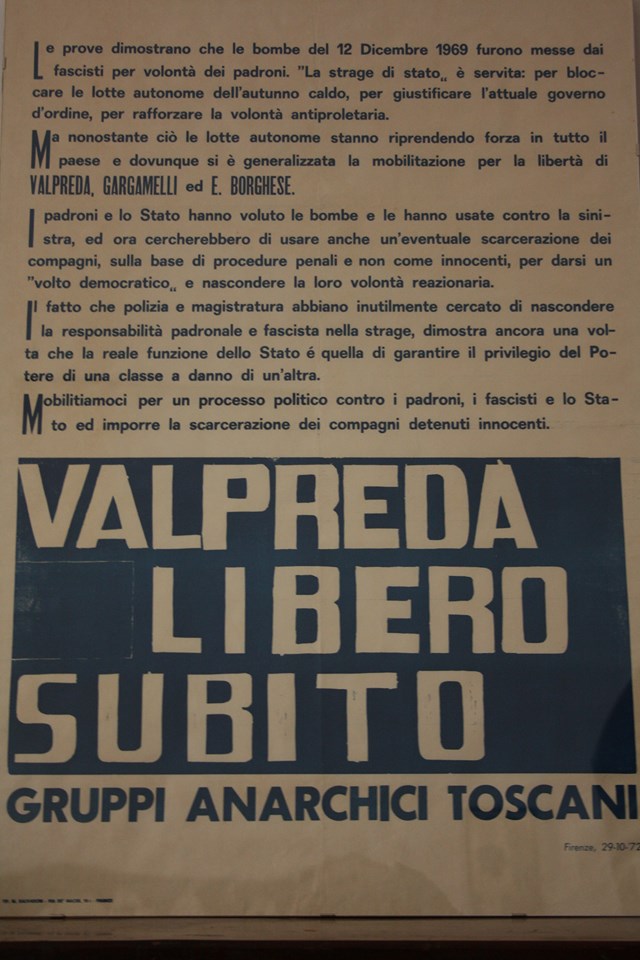 Le prove dimostrano che le bombe del 12 Dicembre 1969 furono messe dai
fascisti per volontà dei padroni. "La strage di stato„ è servita: per bloc-
care le lotte autonome dell'autunno caldo, per giustificare l'attuale governo
d'ordine, per rafforzare la volontà antiproletaria.
Ma nonostante ciò le lotte autonome stanno riprendendo forza in tutto il
paese e dovunque si è generalizzata la mobilitazione per la libertà di
VALPREDA, GARGAMELLI ed E. BORGHESE.
I padroni e lo Stato hanno voluto le bombe e le hanno usate contro la sini-
stra, ed ora cercherebbero di usare anche un'eventuale scarcerazione dei
compagni, sulla base di procedure penali e non come innocenti, per darsi un
"volto democratico„ e nascondere la loro volontà reazionaria.
Il fatto che polizia e magistratura abbiano inutilmente cercato di nascondere
la responsabilità padronale e fascista nella strage, dimostra ancora una vol-
ta che la reale funzione dello Stato é quella di garantire il privilegio del Po-
tere di una classe a danno di un'altra.
Mobilitiamoci per un processo politico contro i padroni, i fascisti e lo Sta-
to ed imporre la scarcerazione dei compagni detenuti innocenti.
VALPREDA
LIBERO
SUBITO
GRUPPI ANARCHICI TOSCANI
Firenze, 29-10-'72